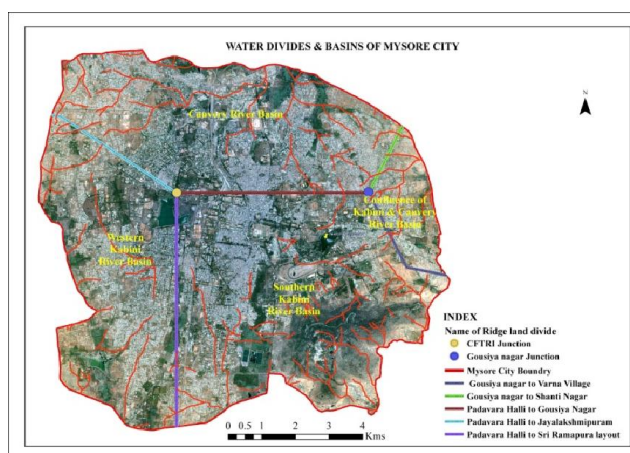 WATER DIVIDES & BASINS OF MYSORE CITY
N
Cauvery River Basin
Confluence of
Kabini & Cauvery
River Basin
Western
Kabini
River Basin
Southern
Kabini
River Basin
INDEX
Name of Ridge land divide
CFTRI Junction
Gousiya nagar Junction
Mysore City Boundry
Gousiya nagar to Varna Village
Gousiya nagar to Shanti Nagar
Padavara Halli to Gousiya Nagar
Padavara Halli to Jayalakshmipuram
Padavara Halli to Sri Ramapura layout
0 0.5 1 2 3 4
Kms